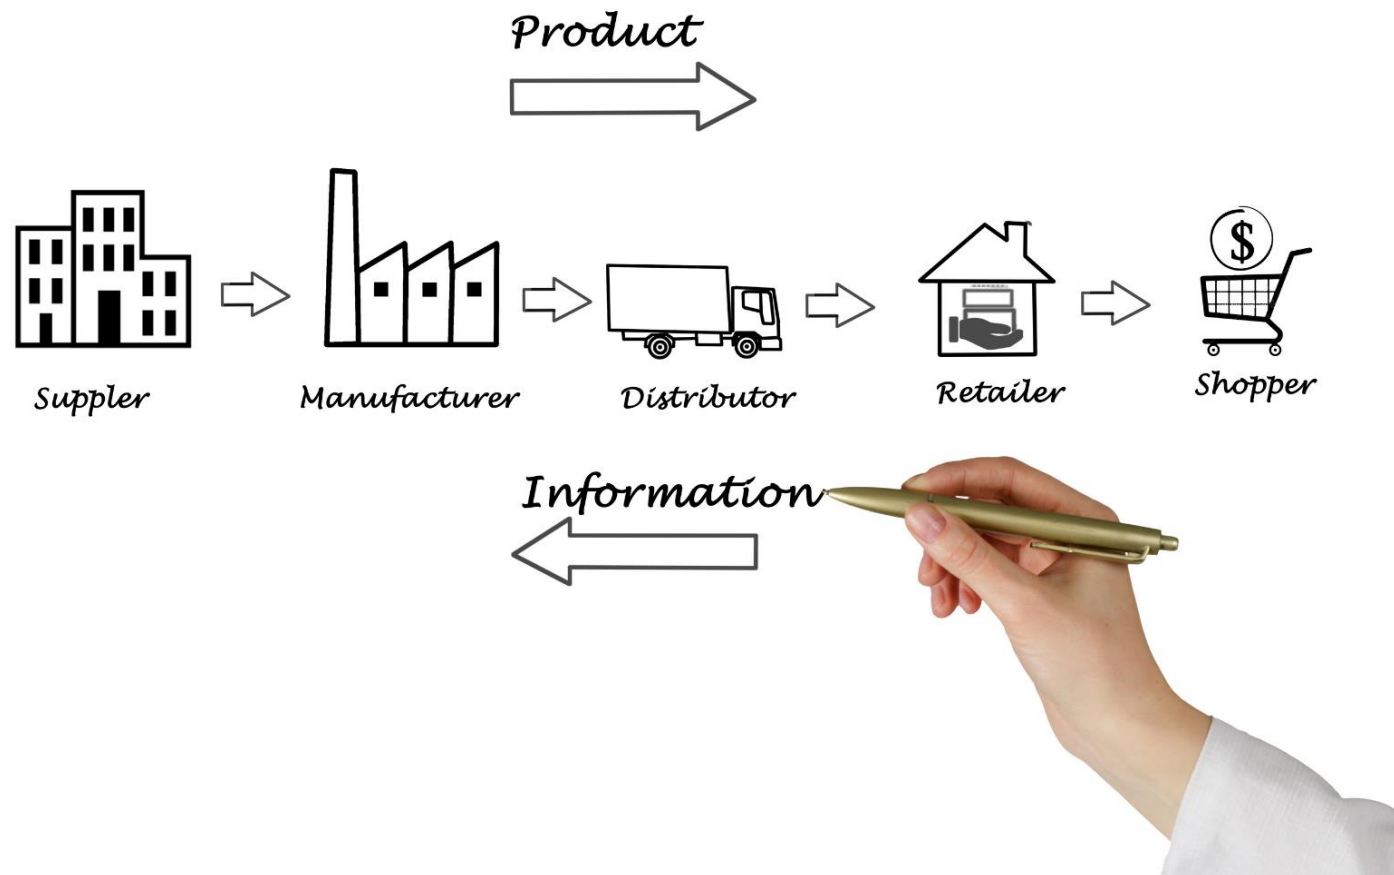 Product
$
Suppler
Manufacturer
Distributor
Retailer
Shopper
Information